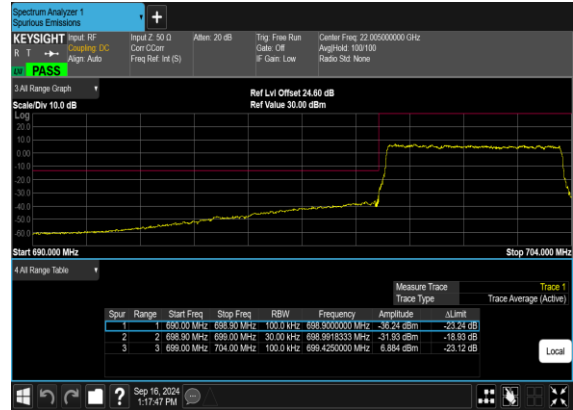 Spectrum Analyzer 1
Spurious Emissions
KEYSIGHT Input: RF Input Z: 50 Ω Atten: 20 dB Trig: Free Run Center Freq: 22.005000000 GHz
R T Coupling: DC Corr CCorr Gate: Off Avg|Hold: 100/100
Align: Auto Freq Ref: Int (S) IF Gain: Low Radio Std: None
PASS
3 All Range Graph
Ref Lvl Offset 24.60 dB
Scale/Div 10.0 dB Ref Value 30.00 dBm
Log
20.0
10.0
0.00
-10.0
-20.0
-30.0
-40.0
-50.0
-60.0
Start 690.000 MHz Stop 704.000 MHz
4 All Range Table
Measure Trace Trace 1
Trace Type Trace Average (Active)
Spur Range Start Freq Stop Freq RBW Frequency Amplitude ΔLimit
1 1 690.00 MHz 698.90 MHz 100.0 kHz 698.9000000 MHz -36.24 dBm -23.24 dB
2 2 698.90 MHz 699.00 MHz 30.00 kHz 698.9918333 MHz -31.93 dBm -18.93 dB
3 3 699.00 MHz 704.00 MHz 100.0 kHz 699.4250000 MHz 6.884 dBm -23.12 dB
Local
? Sep 16, 2024
1:17:47 PM